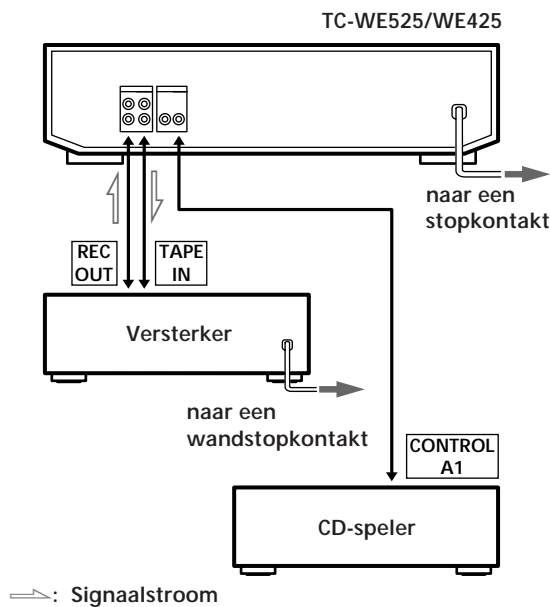 TC-WE525/WE425
naar een
stopkontakt
REC
OUT
TAPE
IN
Versterker
naar een
wandstopkontakt
CONTROL
A1
CD-speler
: Signaalstroom